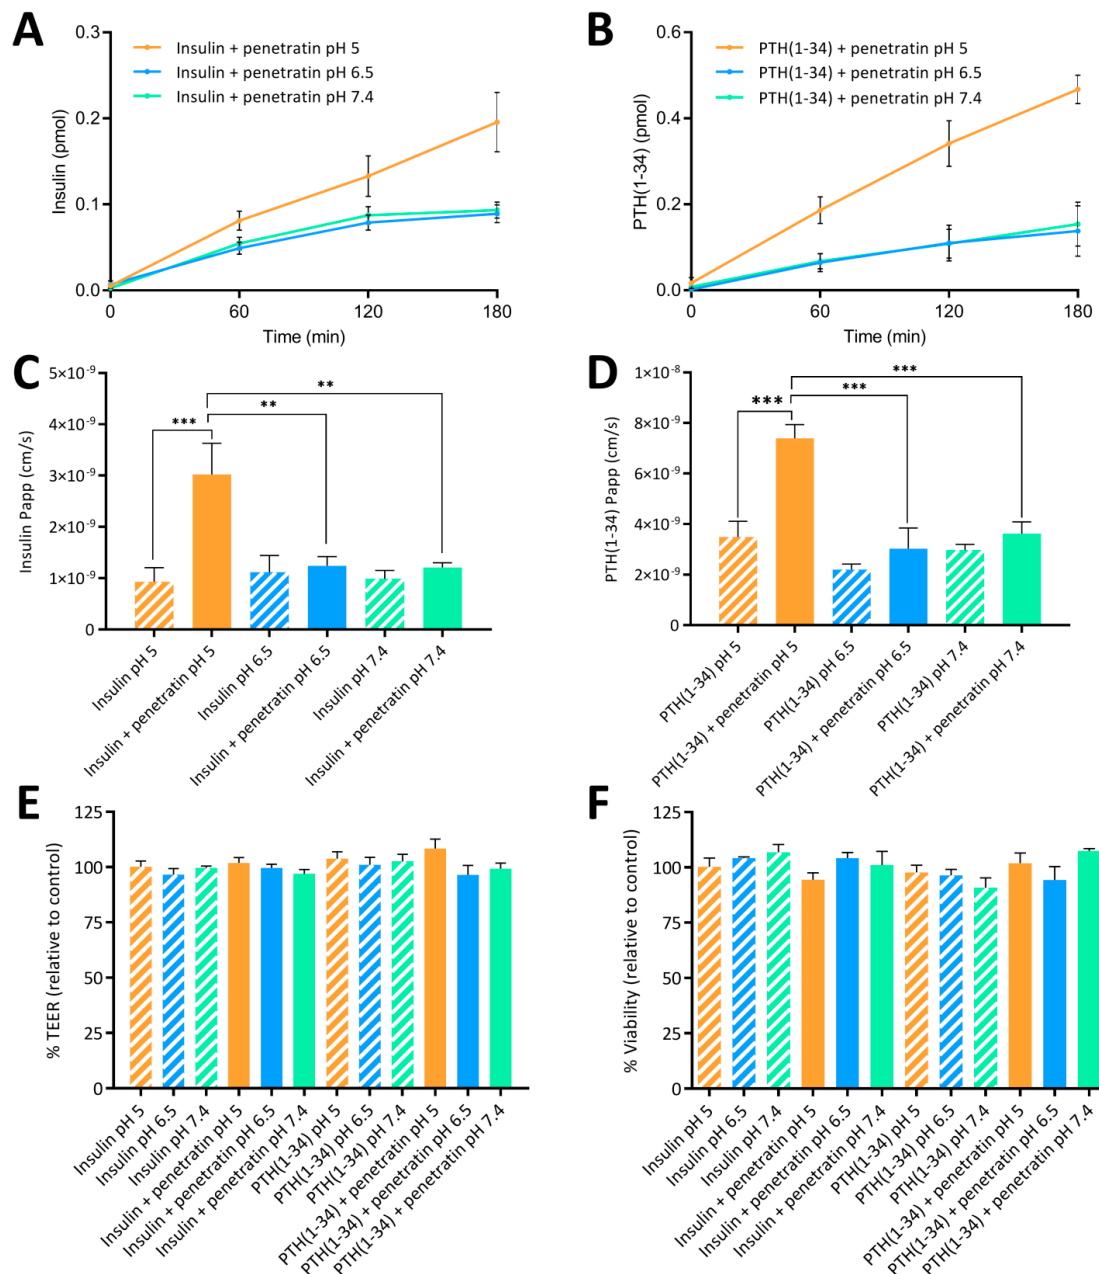 A
0.3
0.2
0.1
0.0
Insulin (pmol)
Insulin + penetratin pH 5
Insulin + penetratin pH 6.5
Insulin + penetratin pH 7.4
0 60 120 180
Time (min)
B
0.6
0.4
0.2
0.0
PTH(1-34) (pmol)
PTH(1-34) + penetratin pH 5
PTH(1-34) + penetratin pH 6.5
PTH(1-34) + penetratin pH 7.4
0 60 120 180
Time (min)
C
5×10⁻⁹
4×10⁻⁹
3×10⁻⁹
2×10⁻⁹
1×10⁻⁹
0
Insulin Papp (cm/s)
**
**
***
Insulin pH 5
Insulin + penetratin pH 5
Insulin pH 6.5
Insulin + penetratin pH 6.5
Insulin pH 7.4
Insulin + penetratin pH 7.4
D
1×10⁻⁸
8×10⁻⁹
6×10⁻⁹
4×10⁻⁹
2×10⁻⁹
0
PTH(1-34) Papp (cm/s)
***
***
***
PTH(1-34) pH 5
PTH(1-34) + penetratin pH 5
PTH(1-34) pH 6.5
PTH(1-34) + penetratin pH 6.5
PTH(1-34) pH 7.4
PTH(1-34) + penetratin pH 7.4
E
125
100
75
50
25
0
% TEER (relative to control)
Insulin pH 5
Insulin pH 6.5
Insulin pH 7.4
Insulin + penetratin pH 5
Insulin + penetratin pH 6.5
Insulin + penetratin pH 7.4
PTH(1-34) pH 5
PTH(1-34) pH 6.5
PTH(1-34) pH 7.4
PTH(1-34) + penetratin pH 5
PTH(1-34) + penetratin pH 6.5
PTH(1-34) + penetratin pH 7.4
F
125
100
75
50
25
0
% Viability (relative to control)
Insulin pH 5
Insulin pH 6.5
Insulin pH 7.4
Insulin + penetratin pH 5
Insulin + penetratin pH 6.5
Insulin + penetratin pH 7.4
PTH(1-34) pH 5
PTH(1-34) pH 6.5
PTH(1-34) pH 7.4
PTH(1-34) + penetratin pH 5
PTH(1-34) + penetratin pH 6.5
PTH(1-34) + penetratin pH 7.4